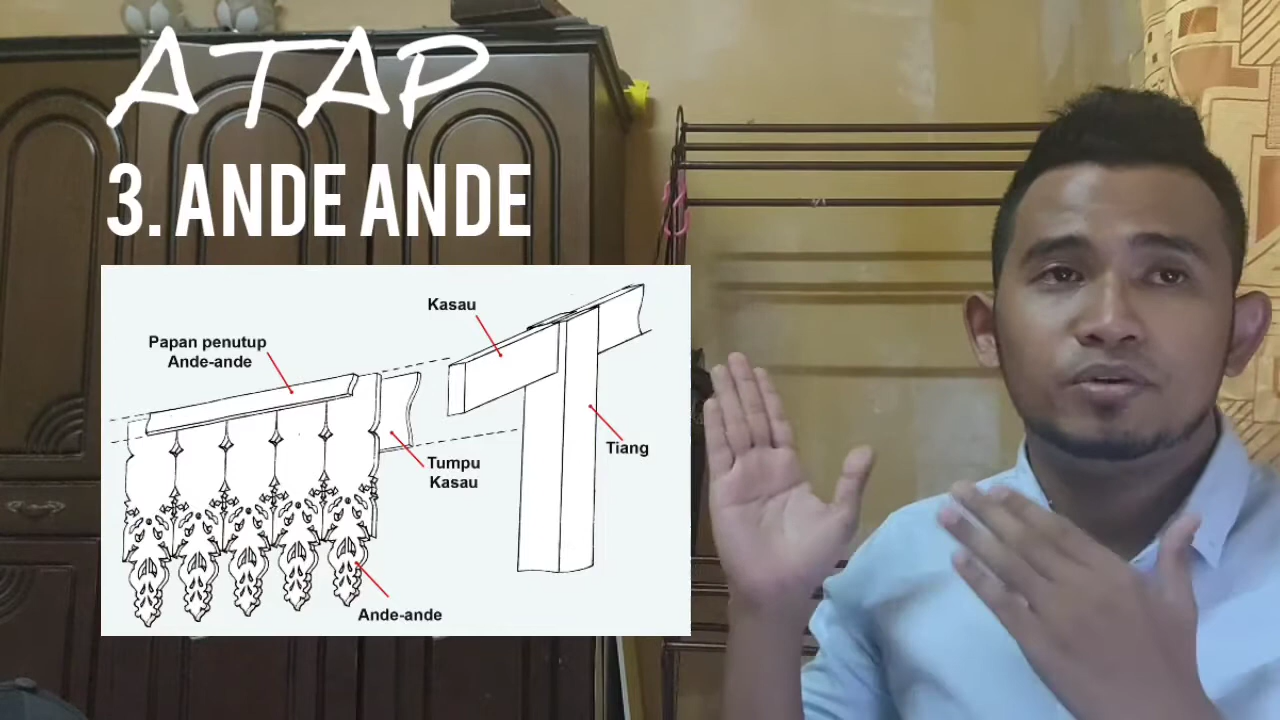 ATAP
3. ANDE ANDE
Kasau
Papan penutup
Ande-ande
Tiang
Tumpu
Kasau
Ande-ande